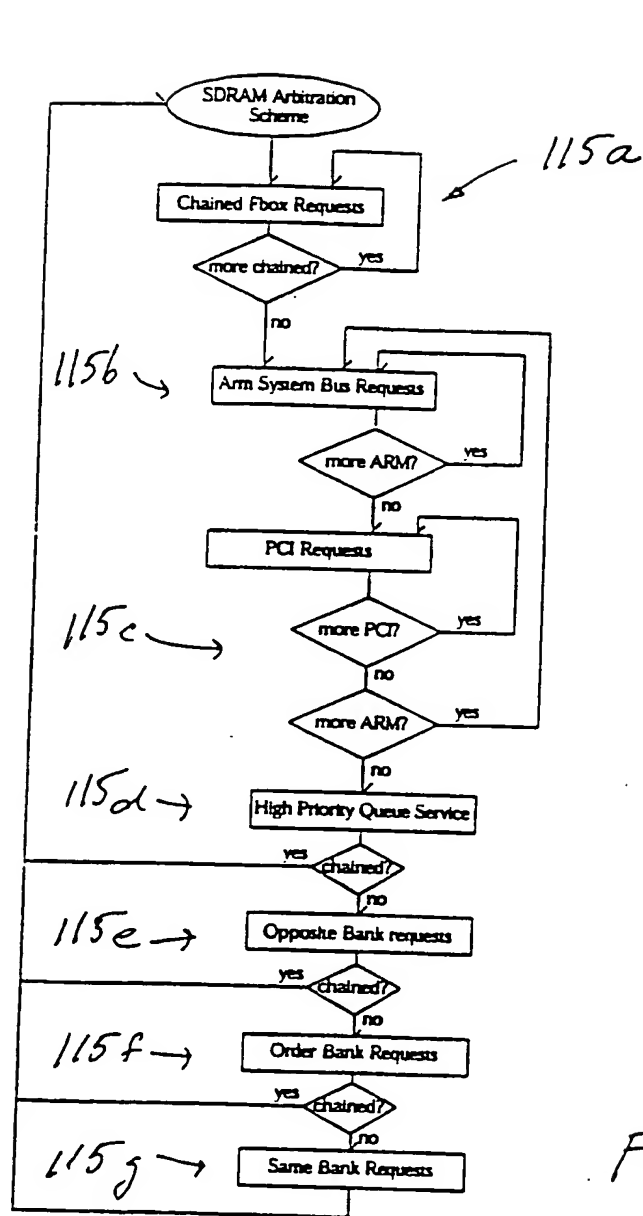 SDRAM Arbitration
Scheme
115a
Chained Fbox Requests
more chained?
yes
no
115b
Arm System Bus Requests
more ARM?
yes
no
PCI Requests
115c
more PCI?
yes
no
more ARM?
yes
no
115d
High Priority Queue Service
yes
chained?
no
115e
Opposite Bank requests
yes
chained?
no
115f
Order Bank Requests
yes
chained?
no
115g
Same Bank Requests
F